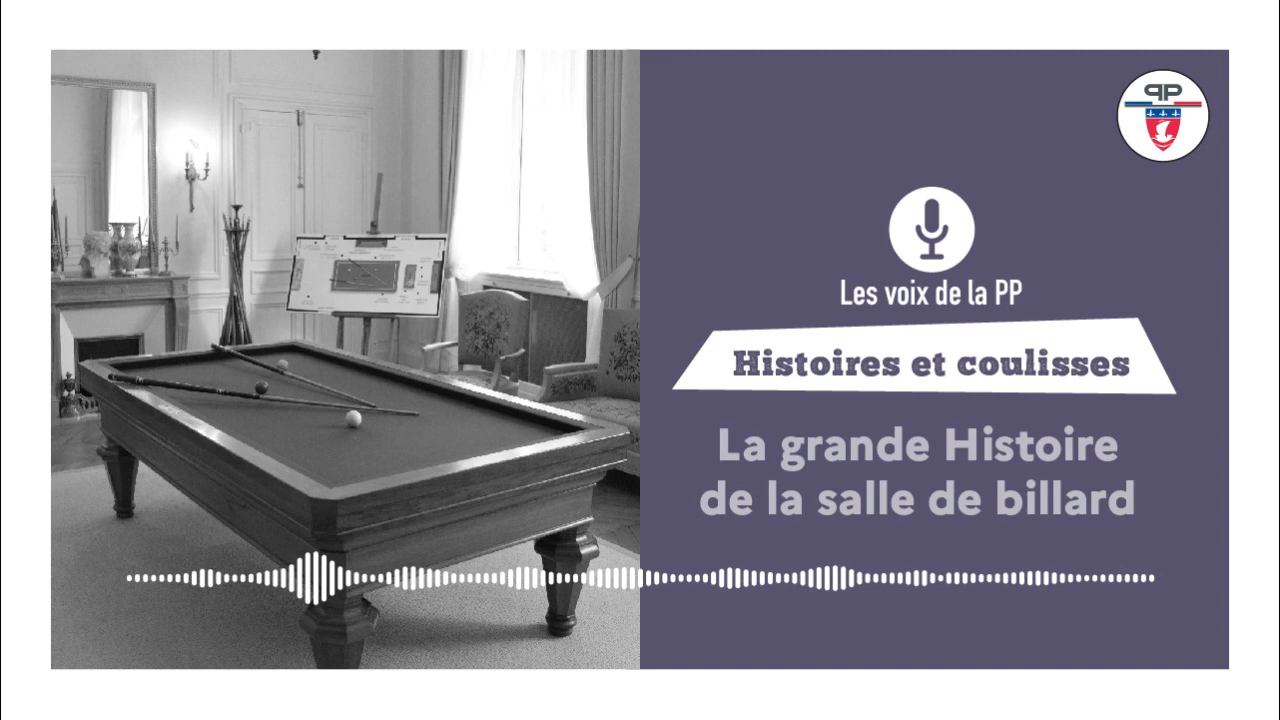 PP
Les voix de la PP
Histoires et coulisses
La grande Histoire
de la salle de billard